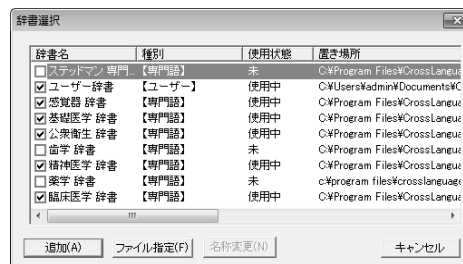 辞書選択
辞書名 種別 使用状態 置き場所
ステッドマン 専門... 【専門語】 未 C:¥Program Files¥CrossLangua
ユーザー辞書 【ユーザー】 使用中 C:¥Users¥admin¥Documents¥C
感覚器 辞書 【専門語】 使用中 C:¥Program Files¥CrossLangua
基礎医学 辞書 【専門語】 使用中 C:¥Program Files¥CrossLangua
公衆衛生 辞書 【専門語】 使用中 C:¥Program Files¥CrossLangua
歯学 辞書 【専門語】 未 C:¥Program Files¥CrossLangua
精神医学 辞書 【専門語】 使用中 C:¥Program Files¥CrossLangua
薬学 辞書 【専門語】 未 c:¥program files¥crosslanguage
臨床医学 辞書 【専門語】 使用中 C:¥Program Files¥CrossLangua
追加(A) ファイル指定(F) 名称変更(N) キャンセル